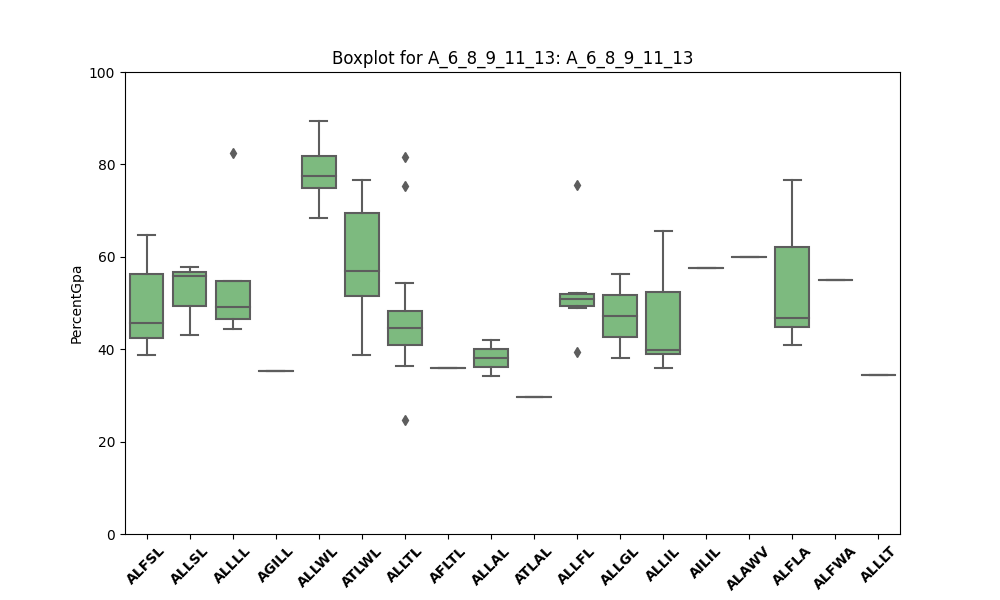 Boxplot for A_6_8_9_11_13: A_6_8_9_11_13
100
80
60
40
20
0
PercentGpa
ALFSL
ALLSL
ALLLL
AGILL
ALLWL
ATLWL
ALLTL
AFLTL
ALLAL
ATLAL
ALLFL
ALLGL
ALLIL
AILIL
ALAWV
ALFLA
ALFWA
ALLLT